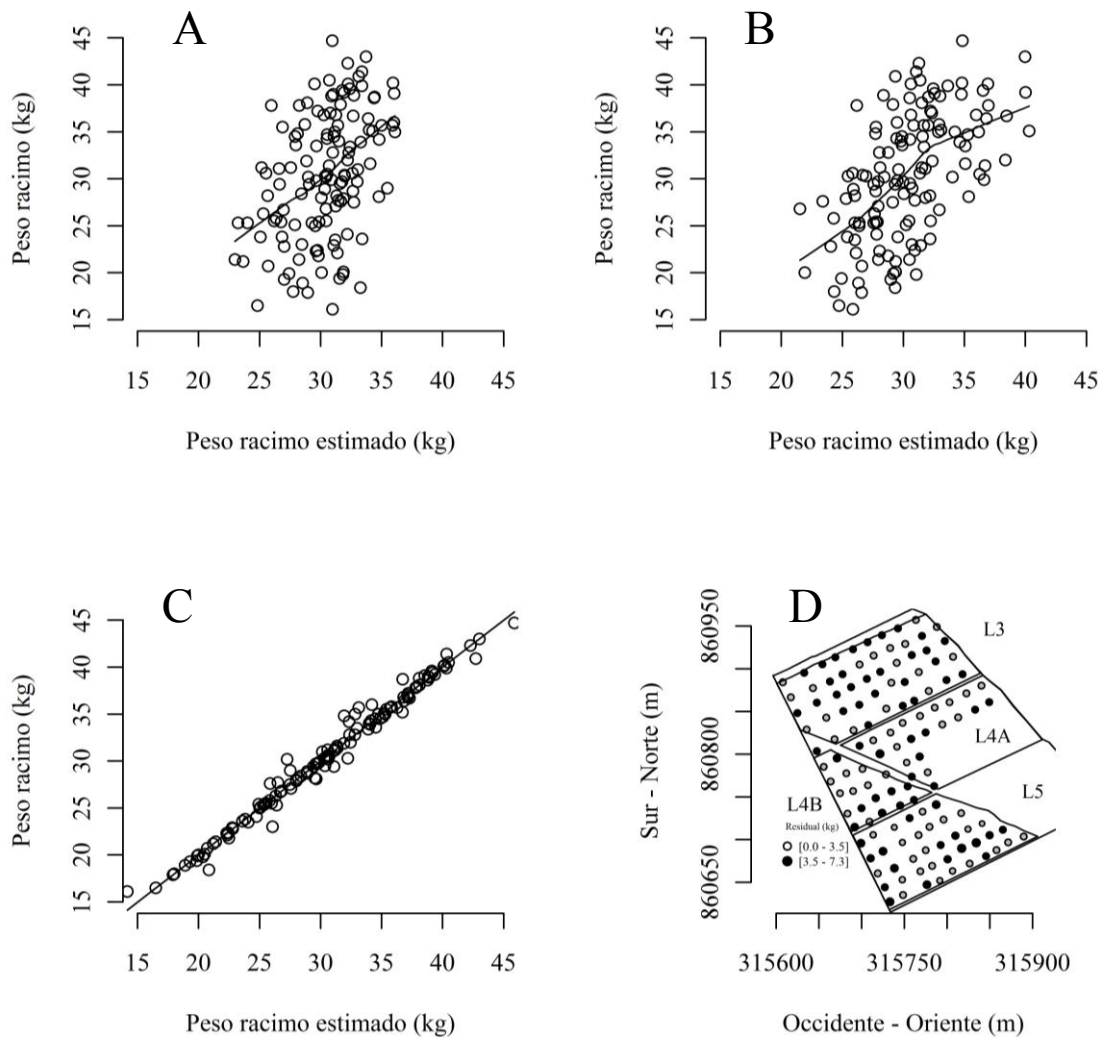 A
Peso racimo (kg)
45
40
35
30
25
20
15
15 20 25 30 35 40 45
Peso racimo estimado (kg)
B
Peso racimo (kg)
45
40
35
30
25
20
15
15 20 25 30 35 40 45
Peso racimo estimado (kg)
C
Peso racimo (kg)
45
40
35
30
25
20
15
15 20 25 30 35 40 45
Peso racimo estimado (kg)
D
Sur - Norte (m)
860950
860800
860650
L3
L4A
L5
L4B
Residual (kg)
[0.0 - 3.5]
[3.5 - 7.3]
315600 315750 315900
Occidente - Oriente (m)